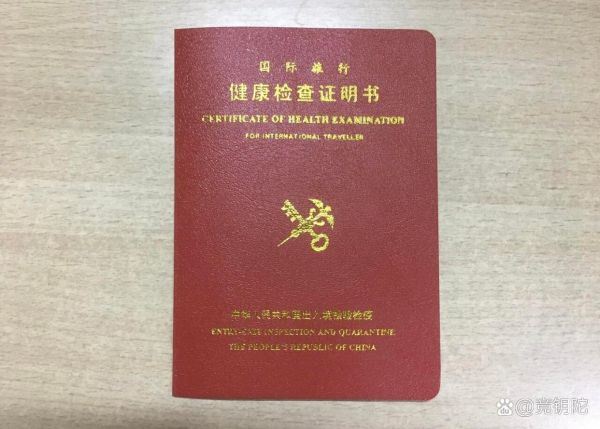 国际旅行
健康检查证明书
CERTIFICATE OF HEALTH EXAMINATION
FOR INTERNATIONAL TRAVELLER
中华人民共和国出入境检验检疫
ENTRY-EXIT INSPECTION AND QUARANTINE
THE PEOPLE'S REPUBLIC OF CHINA
@竞钥陀